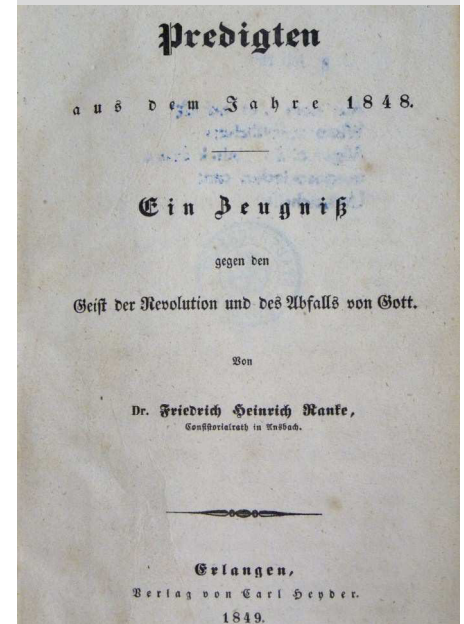 Predigten
aus dem Jahre 1848.
Ein Zeugniß
gegen den
Geist der Revolution und des Abfalls von Gott.
Von
Dr. Friedrich Heinrich Ranke,
Consistorialrath in Ansbach.
Erlangen,
Verlag von Carl Heyder.
1849.